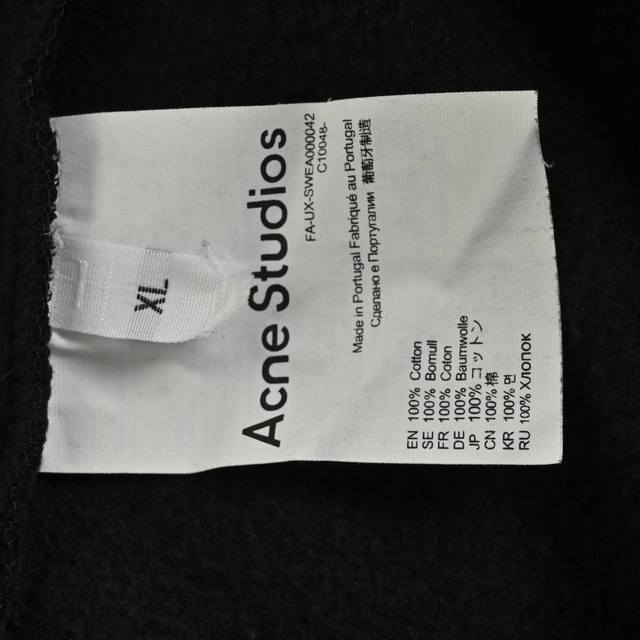 XL
Acne Studios
FA-UX-SWEA000042
C10048-
Made in Portugal Fabriqué au Portugal
Сделано в Португалии 葡萄牙制造
EN 100% Cotton
SE 100% Bomull
FR 100% Coton
DE 100% Baumwolle
JP 100% コットン
CN 100% 棉
KR 100% 면
RU 100% Хлопок